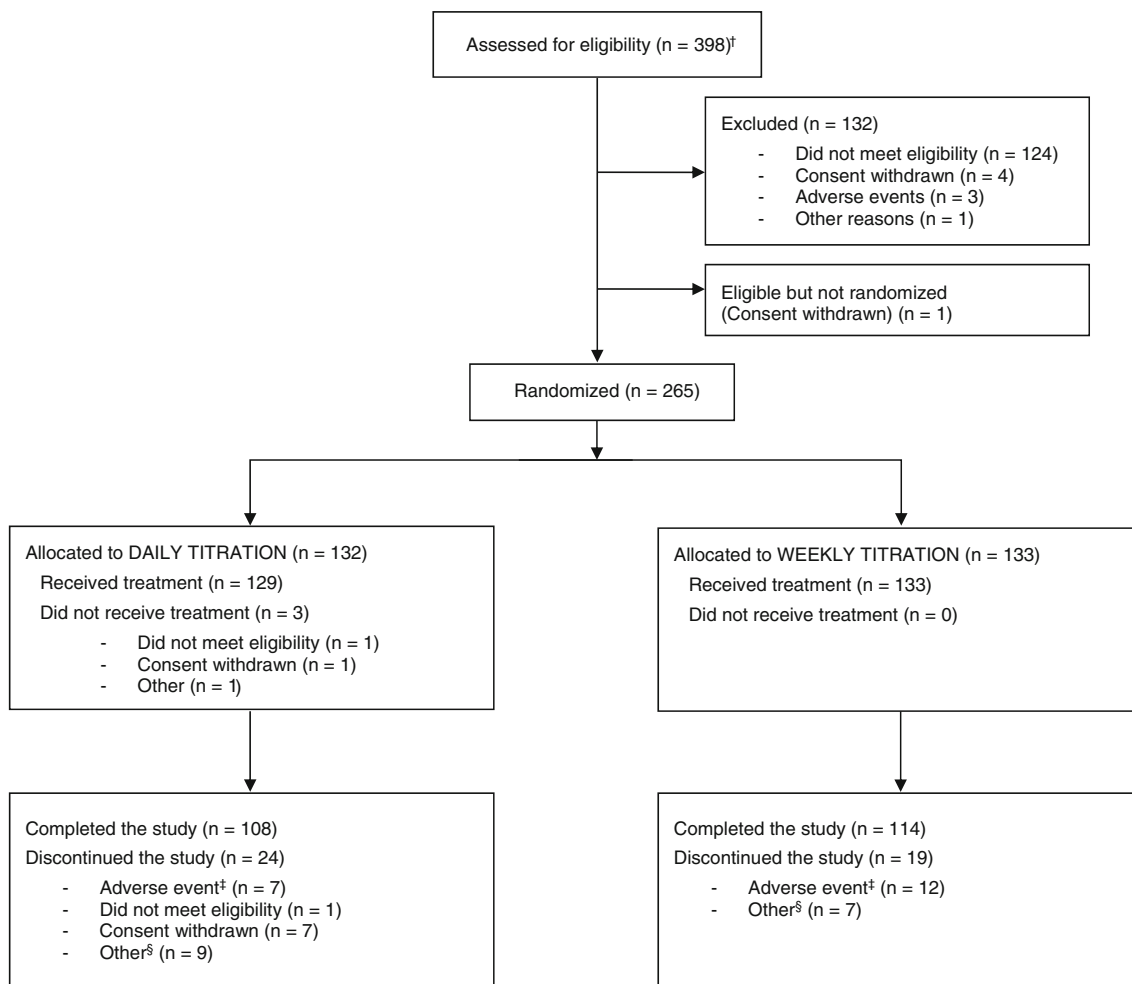 Assessed for eligibility (n = 398)†
Excluded (n = 132)
- Did not meet eligibility (n = 124)
- Consent withdrawn (n = 4)
- Adverse events (n = 3)
- Other reasons (n = 1)
Eligible but not randomized
(Consent withdrawn) (n = 1)
Randomized (n = 265)
Allocated to DAILY TITRATION (n = 132)
Received treatment (n = 129)
Did not receive treatment (n = 3)
- Did not meet eligibility (n = 1)
- Consent withdrawn (n = 1)
- Other (n = 1)
Allocated to WEEKLY TITRATION (n = 133)
Received treatment (n = 133)
Did not receive treatment (n = 0)
Completed the study (n = 108)
Discontinued the study (n = 24)
- Adverse event‡ (n = 7)
- Did not meet eligibility (n = 1)
- Consent withdrawn (n = 7)
- Other§ (n = 9)
Completed the study (n = 114)
Discontinued the study (n = 19)
- Adverse event‡ (n = 12)
- Other§ (n = 7)